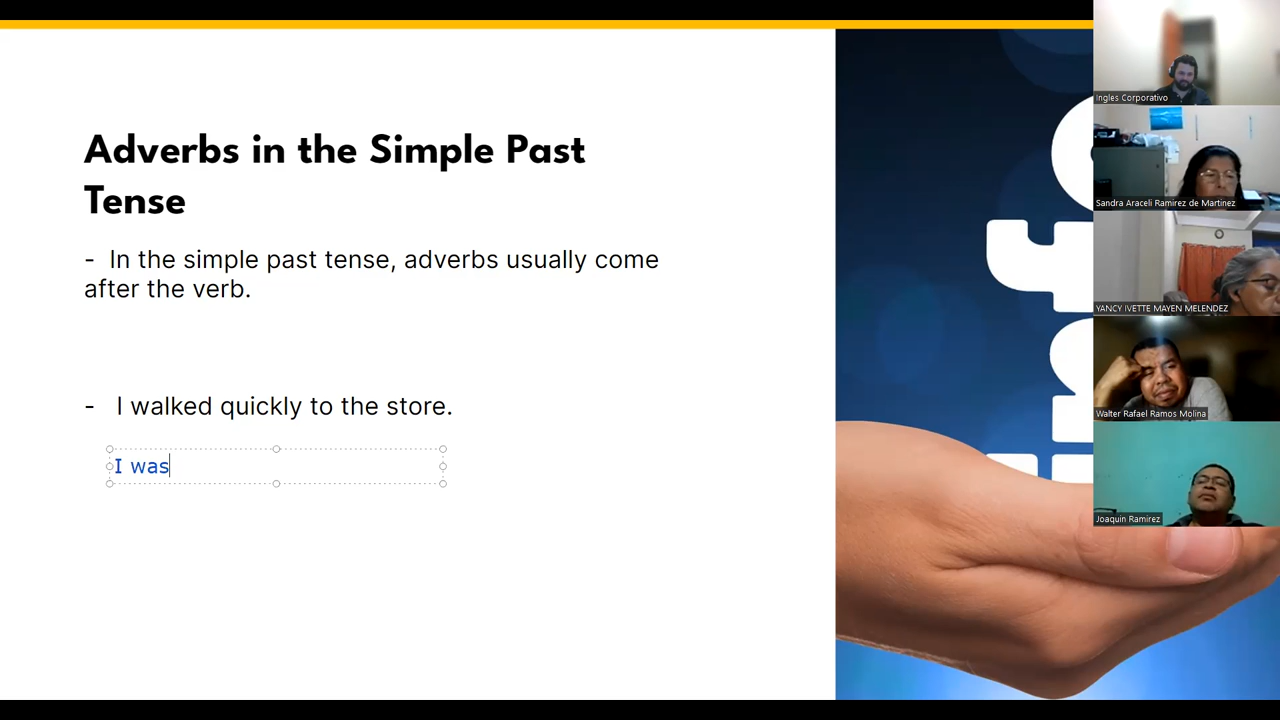 Adverbs in the Simple Past
Tense
- In the simple past tense, adverbs usually come
after the verb.
- I walked quickly to the store.
I was
Ingles Corporativo
Sandra Araceli Ramirez de Martinez
YANCY IVETTE MAYEN MELENDEZ
Walter Rafael Ramos Molina
Joaquin Ramirez